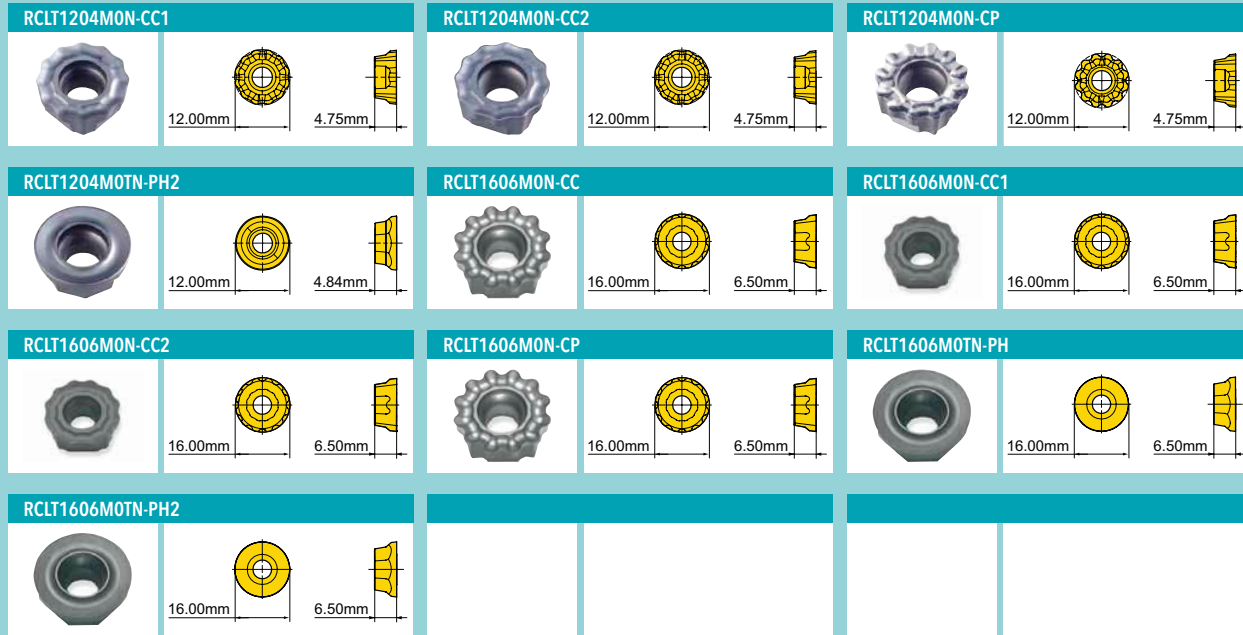 RCLT1204M0N-CC1
12.00mm
4.75mm
RCLT1204M0N-CC2
12.00mm
4.75mm
RCLT1204M0N-CP
12.00mm
4.75mm
RCLT1204M0TN-PH2
12.00mm
4.84mm
RCLT1606M0N-CC
16.00mm
6.50mm
RCLT1606M0N-CC1
16.00mm
6.50mm
RCLT1606M0N-CC2
16.00mm
6.50mm
RCLT1606M0N-CP
16.00mm
6.50mm
RCLT1606M0TN-PH
16.00mm
6.50mm
RCLT1606M0TN-PH2
16.00mm
6.50mm